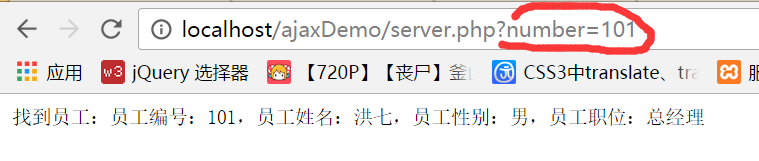 localhost/ajaxDemo/server.php?number=101
应用 w3 jQuery 选择器 【720P】【丧尸】釜 CSS3中translate、tra 服
找到员工：员工编号：101，员工姓名：洪七，员工性别：男，员工职位：总经理